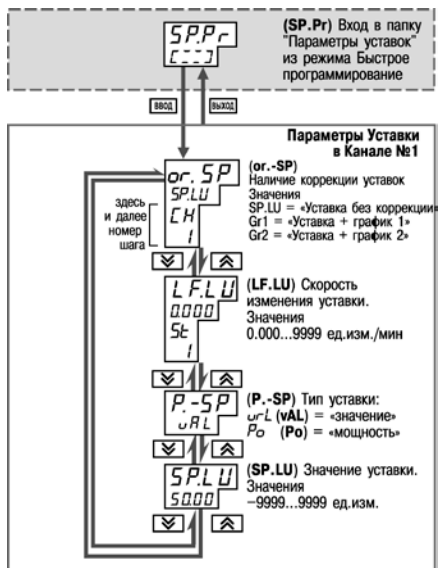 SP.Pr
[---]
(SP.Pr) Вход в папку
"Параметры уставок"
из режима Быстрое
программирование
ВВОД
ВЫХОД
Параметры Уставки
в Канале №1
or.SP
SP.LU
CH
1
здесь
и далее
номер
шага
(or.-SP)
Наличие коррекции уставок
Значения
SP.LU = «Уставка без коррекции»
Gr1 = «Уставка + график 1»
Gr2 = «Уставка + график 2»
LF.LU
0.000
St
1
(LF.LU) Скорость
изменения уставки.
Значения
0.000...9999 ед.изм./мин
P.-SP
vAL
(P.-SP) Тип уставки:
vrL (vAL) = «значение»
Po (Po) = «мощность»
SP.LU
50.00
(SP.LU) Значение уставки.
Значения
−9999...9999 ед.изм.